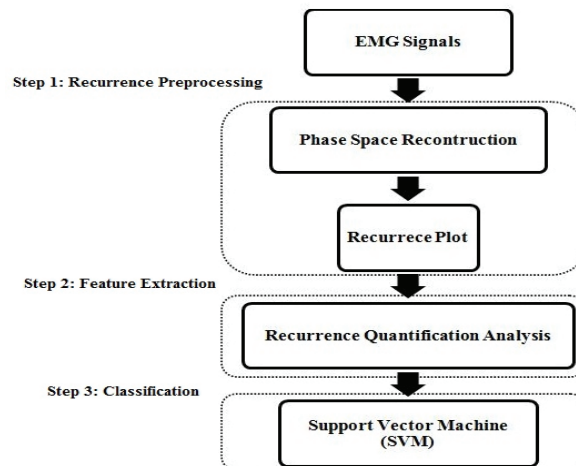 EMG Signals
Step 1: Recurrence Preprocessing
Phase Space Recontruction
Recurrece Plot
Step 2: Feature Extraction
Recurrence Quantification Analysis
Step 3: Classification
Support Vector Machine
(SVM)